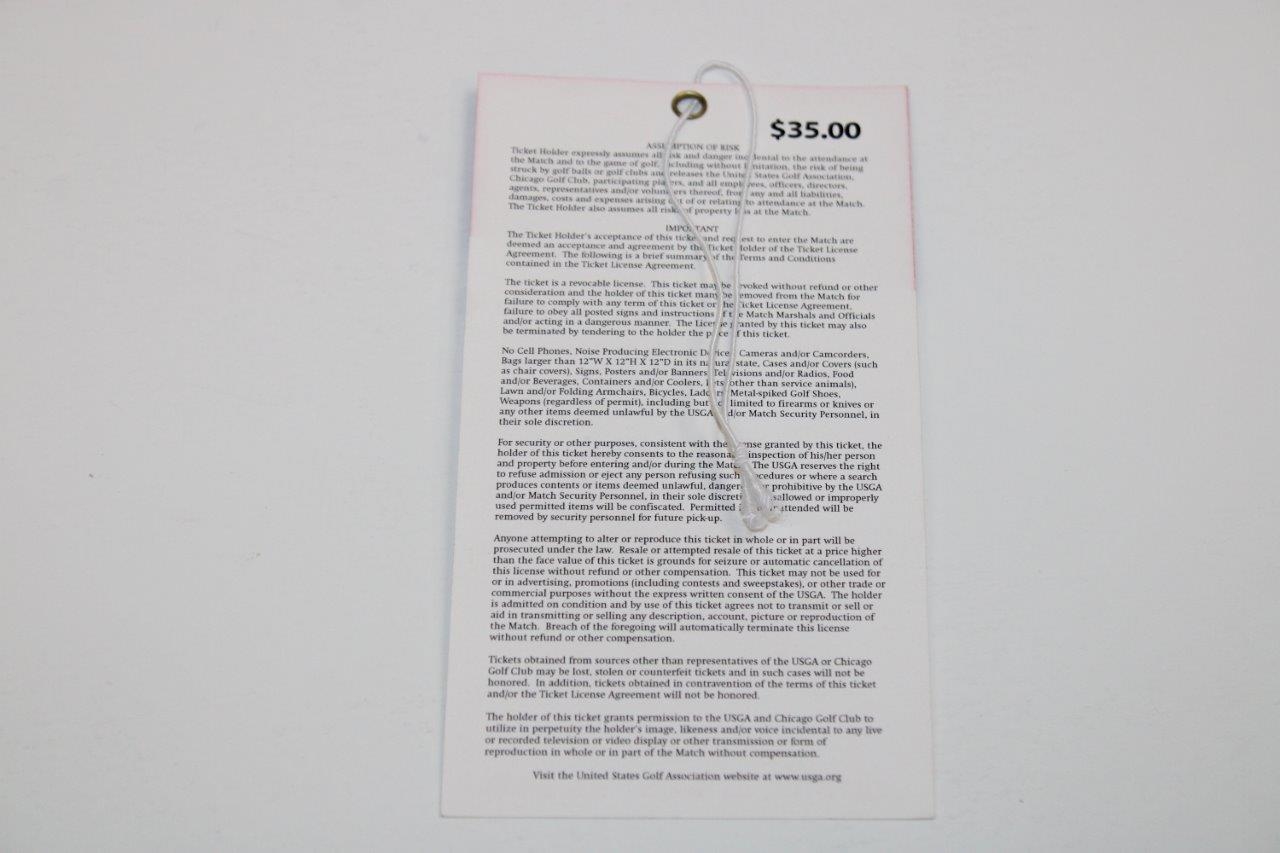 $35.00
ASSUMPTION OF RISK
Ticket Holder expressly assumes all risk and danger incidental to the attendance at
the Match and to the game of golf, including without limitation, the risk of being
struck by golf balls or golf clubs and releases the United States Golf Association,
Chicago Golf Club, participating players, and all employees, officers, directors,
agents, representatives and/or volunteers thereof, from any and all liabilities,
damages, costs and expenses arising out of or relating to attendance at the Match.
The Ticket Holder also assumes all risk of property loss at the Match.
IMPORTANT
The Ticket Holder's acceptance of this ticket and request to enter the Match are
deemed an acceptance and agreement by the Ticket Holder of the Ticket License
Agreement. The following is a brief summary of the Terms and Conditions
contained in the Ticket License Agreement.
The ticket is a revocable license. This ticket may be revoked without refund or other
consideration and the holder of this ticket many be removed from the Match for
failure to comply with any term of this ticket or the Ticket License Agreement,
failure to obey all posted signs and instructions of the Match Marshals and Officials
and/or acting in a dangerous manner. The License granted by this ticket may also
be terminated by tendering to the holder the price of this ticket.
No Cell Phones, Noise Producing Electronic Devices, Cameras and/or Camcorders,
Bags larger than 12"W X 12"H X 12"D in its natural state, Cases and/or Covers (such
as chair covers), Signs, Posters and/or Banners, Televisions and/or Radios, Food
and/or Beverages, Containers and/or Coolers, Pets (other than service animals),
Lawn and/or Folding Armchairs, Bicycles, Ladders, Metal-spiked Golf Shoes,
Weapons (regardless of permit), including but not limited to firearms or knives or
any other items deemed unlawful by the USGA and/or Match Security Personnel, in
their sole discretion.
For security or other purposes, consistent with the license granted by this ticket, the
holder of this ticket hereby consents to the reasonable inspection of his/her person
and property before entering and/or during the Match. The USGA reserves the right
to refuse admission or eject any person refusing such procedures or where a search
produces contents or items deemed unlawful, dangerous or prohibitive by the USGA
and/or Match Security Personnel, in their sole discretion. Disallowed or improperly
used permitted items will be confiscated. Permitted attended will be
removed by security personnel for future pick-up.
Anyone attempting to alter or reproduce this ticket in whole or in part will be
prosecuted under the law. Resale or attempted resale of this ticket at a price higher
than the face value of this ticket is grounds for seizure or automatic cancellation of
this license without refund or other compensation. This ticket may not be used for
or in advertising, promotions (including contests and sweepstakes), or other trade or
commercial purposes without the express written consent of the USGA. The holder
is admitted on condition and by use of this ticket agrees not to transmit or sell or
aid in transmitting or selling any description, account, picture or reproduction of
the Match. Breach of the foregoing will automatically terminate this license
without refund or other compensation.
Tickets obtained from sources other than representatives of the USGA or Chicago
Golf Club may be lost, stolen or counterfeit tickets and in such cases will not be
honored. In addition, tickets obtained in contravention of the terms of this ticket
and/or the Ticket License Agreement will not be honored.
The holder of this ticket grants permission to the USGA and Chicago Golf Club to
utilize in perpetuity the holder's image, likeness and/or voice incidental to any live
or recorded television or video display or other transmission or form of
reproduction in whole or in part of the Match without compensation.
Visit the United States Golf Association website at www.usga.org